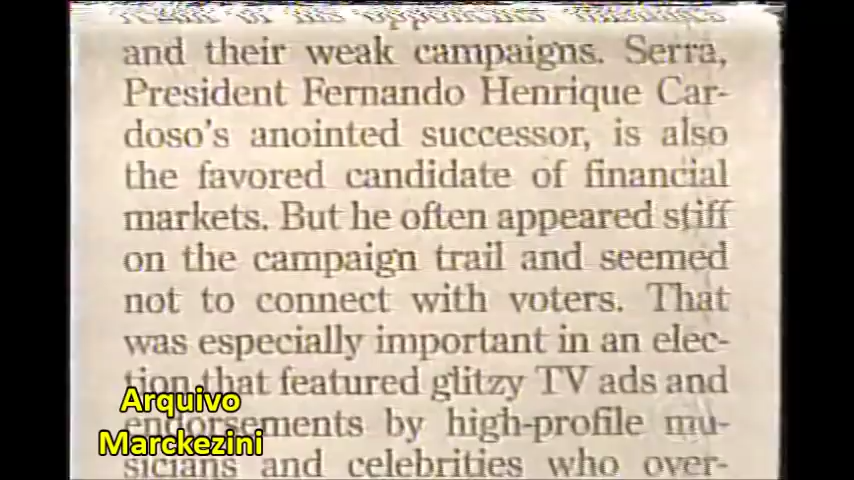 and their weak campaigns. Serra,
President Fernando Henrique Car-
doso's anointed successor, is also
the favored candidate of financial
markets. But he often appeared stiff
on the campaign trail and seemed
not to connect with voters. That
was especially important in an elec-
tion that featured glitzy TV ads and
endorsements by high-profile mu-
sicians and celebrities who over-
Arquivo
Marckezini